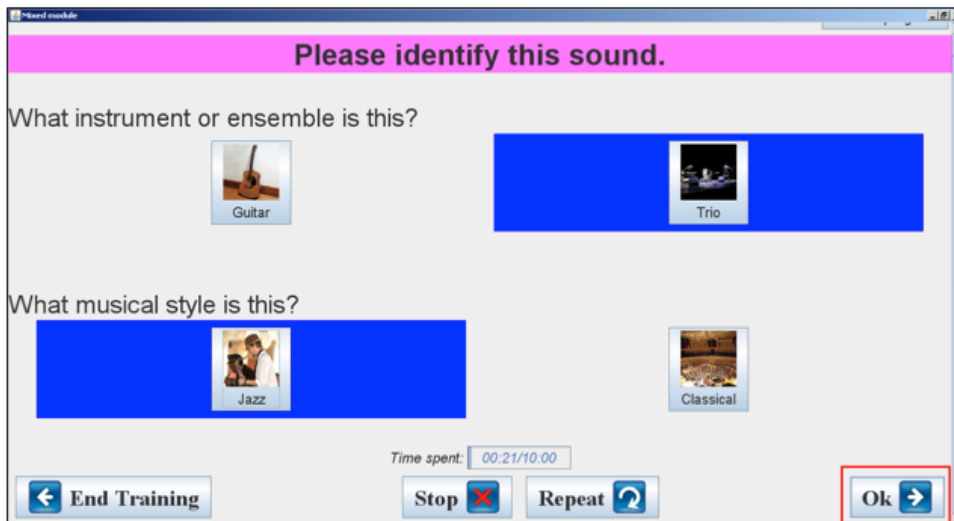 Mixed module
Please identify this sound.
What instrument or ensemble is this?
Guitar Trio
What musical style is this?
Jazz Classical
Time spent: 00:21/10:00
End Training Stop Repeat Ok